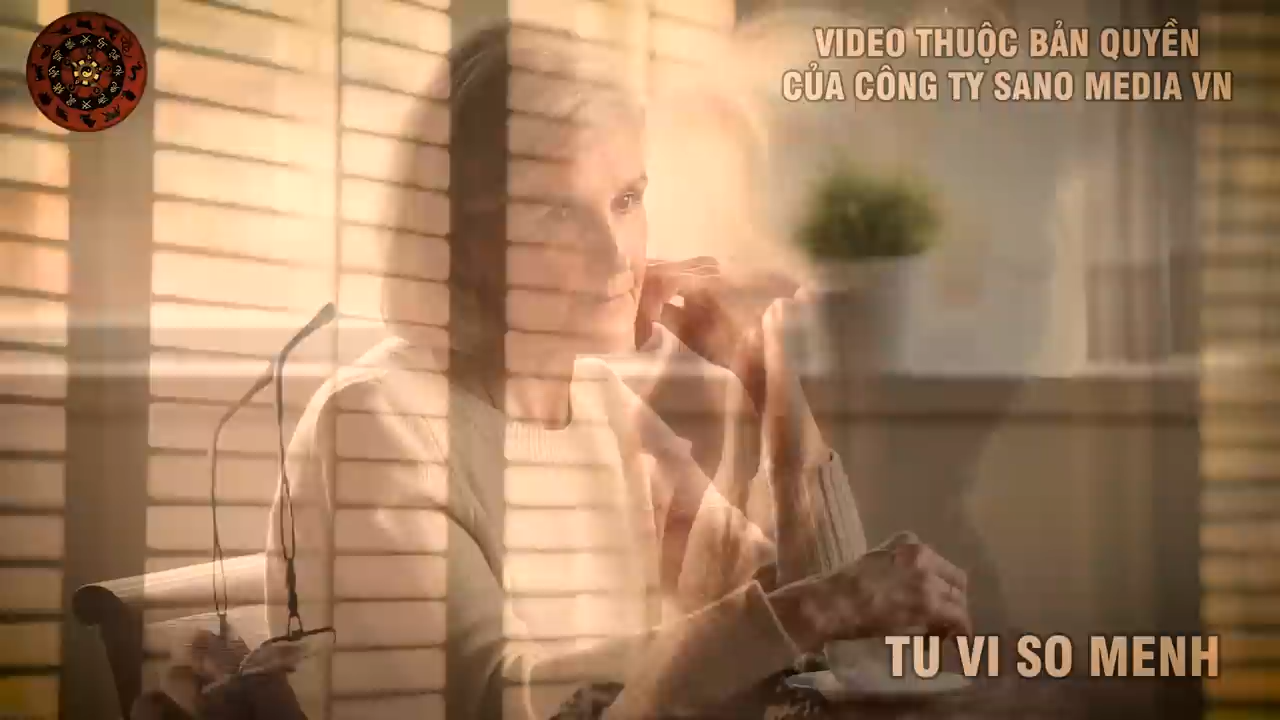 VIDEO THUỘC BẢN QUYỀN
CỦA CÔNG TY SANO MEDIA VN
TU VI SO MENH